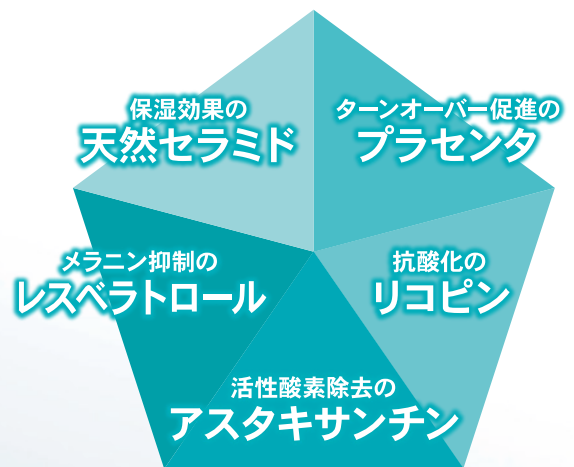 保湿効果の
天然セラミド
ターンオーバー促進の
プラセンタ
メラニン抑制の
レスベラトロール
抗酸化の
リコピン
活性酸素除去の
アスタキサンチン